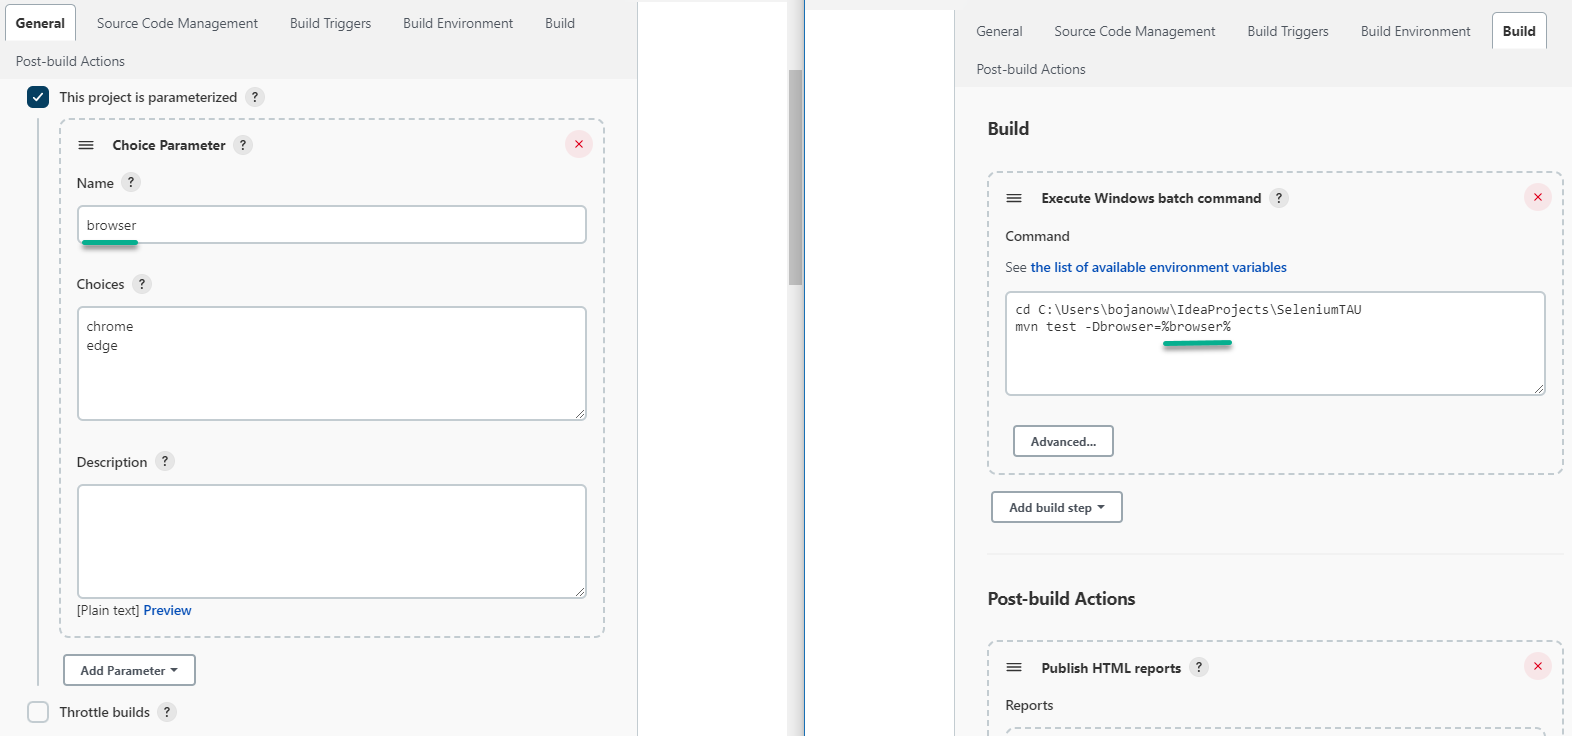 General
Source Code Management
Build Triggers
Build Environment
Build
Post-build Actions
This project is parameterized ?
Choice Parameter ?
Name ?
browser
Choices ?
chrome
edge
Description ?
[Plain text] Preview
Add Parameter
Throttle builds ?
General
Source Code Management
Build Triggers
Build Environment
Build
Post-build Actions
Build
Execute Windows batch command ?
Command
See the list of available environment variables
cd C:\Users\bojanoww\IdeaProjects\SeleniumTAU
mvn test -Dbrowser=%browser%
Advanced...
Add build step
Post-build Actions
Publish HTML reports ?
Reports